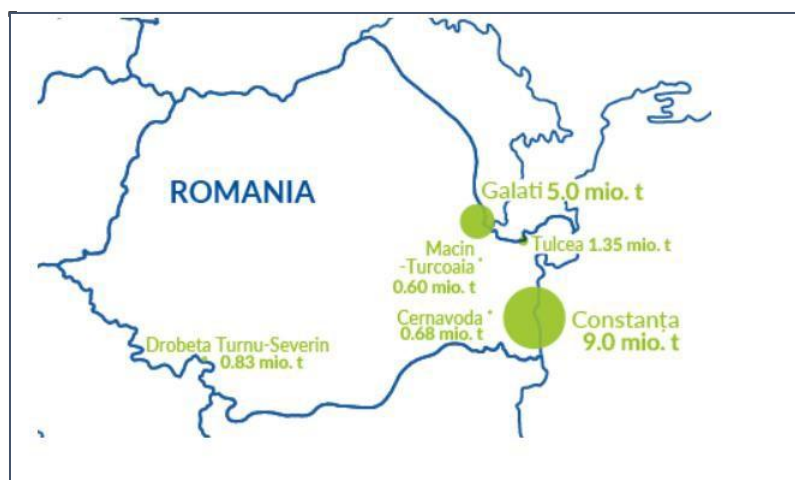 ROMANIA
Galati 5.0 mio. t
Macin
-Turcoaia
0.60 mio. t
Tulcea 1.35 mio. t
Cernavoda
0.68 mio. t
Constanța
9.0 mio. t
Drobeta Turnu-Severin
0.83 mio. t